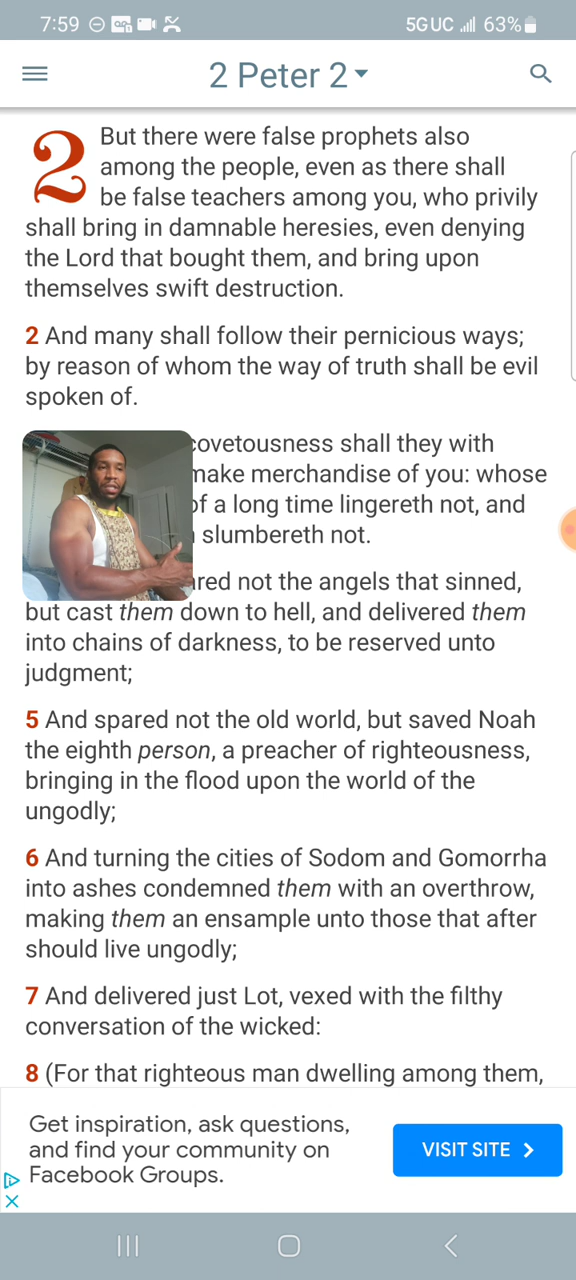 7:59
5GUC 63%
2 Peter 2
2 But there were false prophets also
among the people, even as there shall
be false teachers among you, who privily
shall bring in damnable heresies, even denying
the Lord that bought them, and bring upon
themselves swift destruction.
2 And many shall follow their pernicious ways;
by reason of whom the way of truth shall be evil
spoken of.
covetousness shall they with
make merchandise of you: whose
of a long time lingereth not, and
slumbereth not.
ared not the angels that sinned,
but cast them down to hell, and delivered them
into chains of darkness, to be reserved unto
judgment;
5 And spared not the old world, but saved Noah
the eighth person, a preacher of righteousness,
bringing in the flood upon the world of the
ungodly;
6 And turning the cities of Sodom and Gomorrha
into ashes condemned them with an overthrow,
making them an ensample unto those that after
should live ungodly;
7 And delivered just Lot, vexed with the filthy
conversation of the wicked:
8 (For that righteous man dwelling among them,
Get inspiration, ask questions,
and find your community on
Facebook Groups.
VISIT SITE